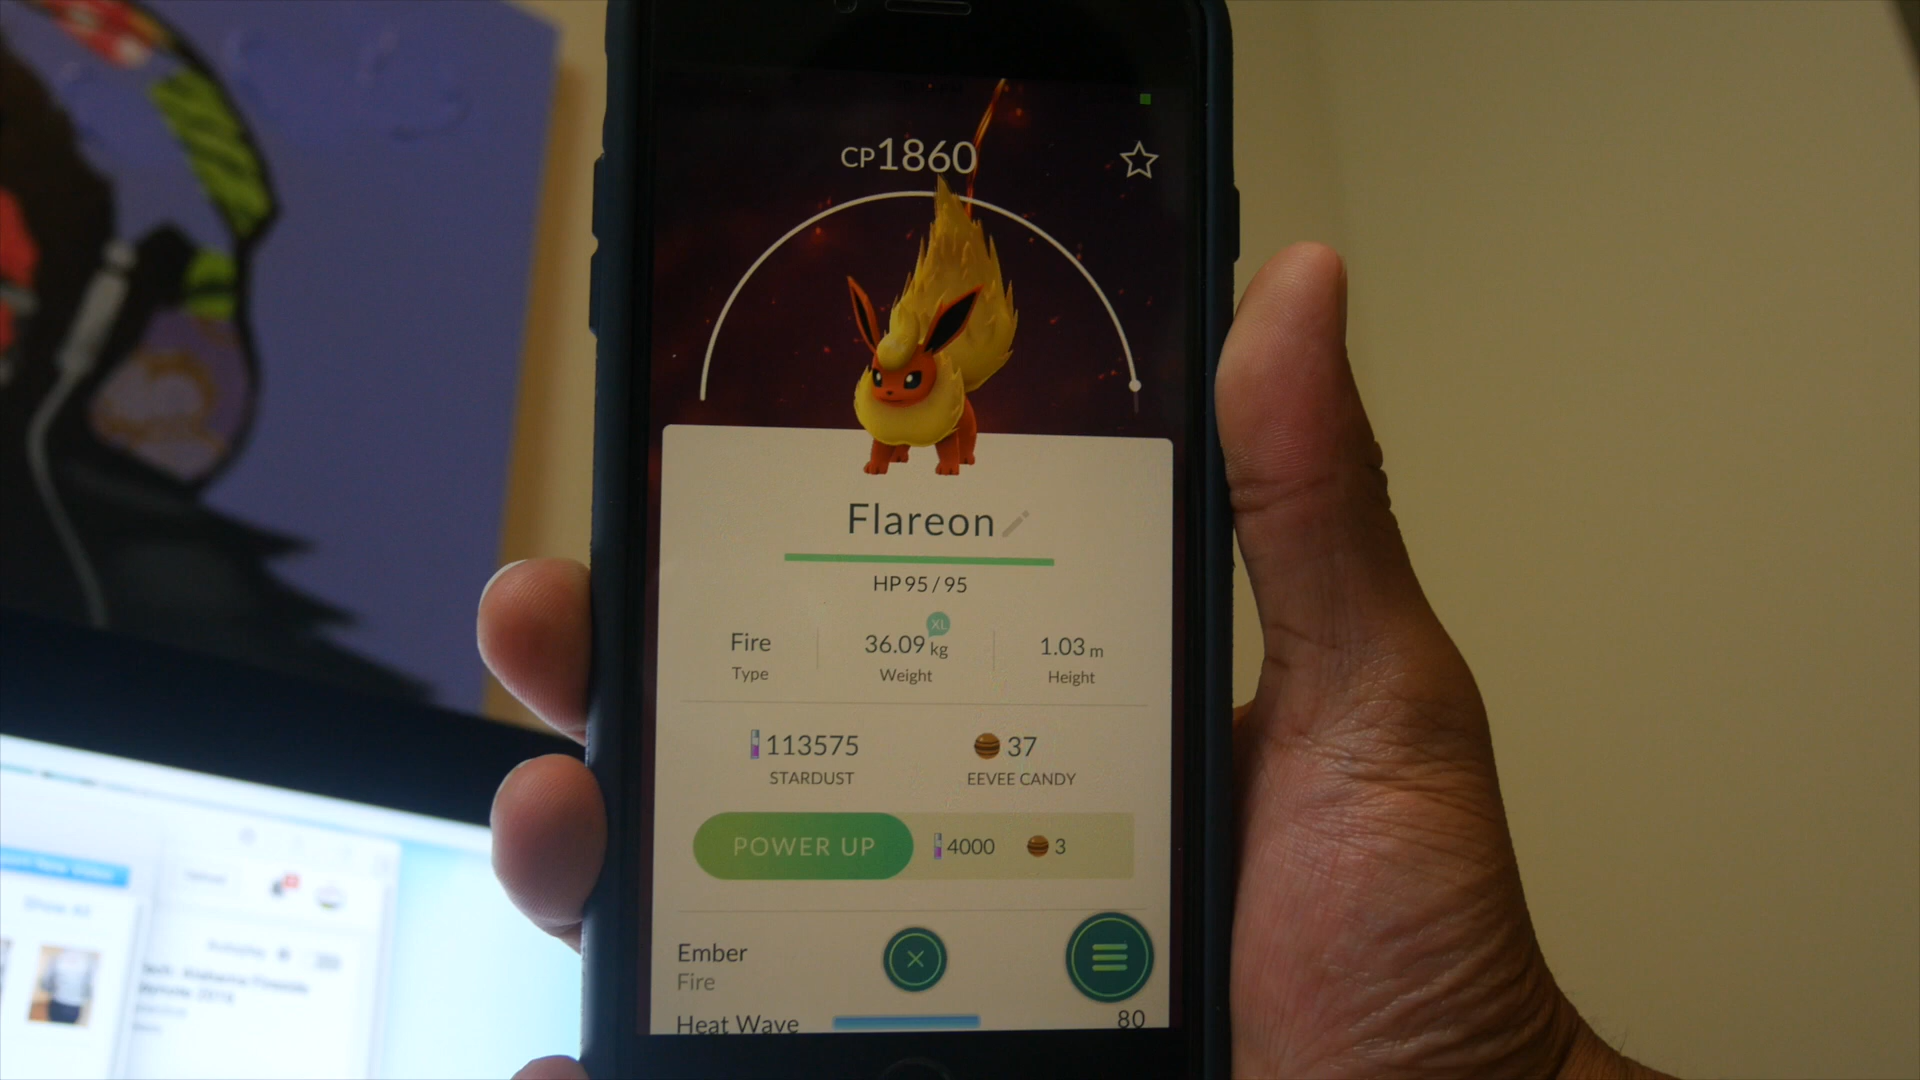 CP1860
Flareon
HP 95 / 95
XL
Fire
36.09 kg
1.03 m
Type
Weight
Height
113575
37
STARDUST
EEVEE CANDY
POWER UP
4000
3
Ember
Fire
Heat Wave
80